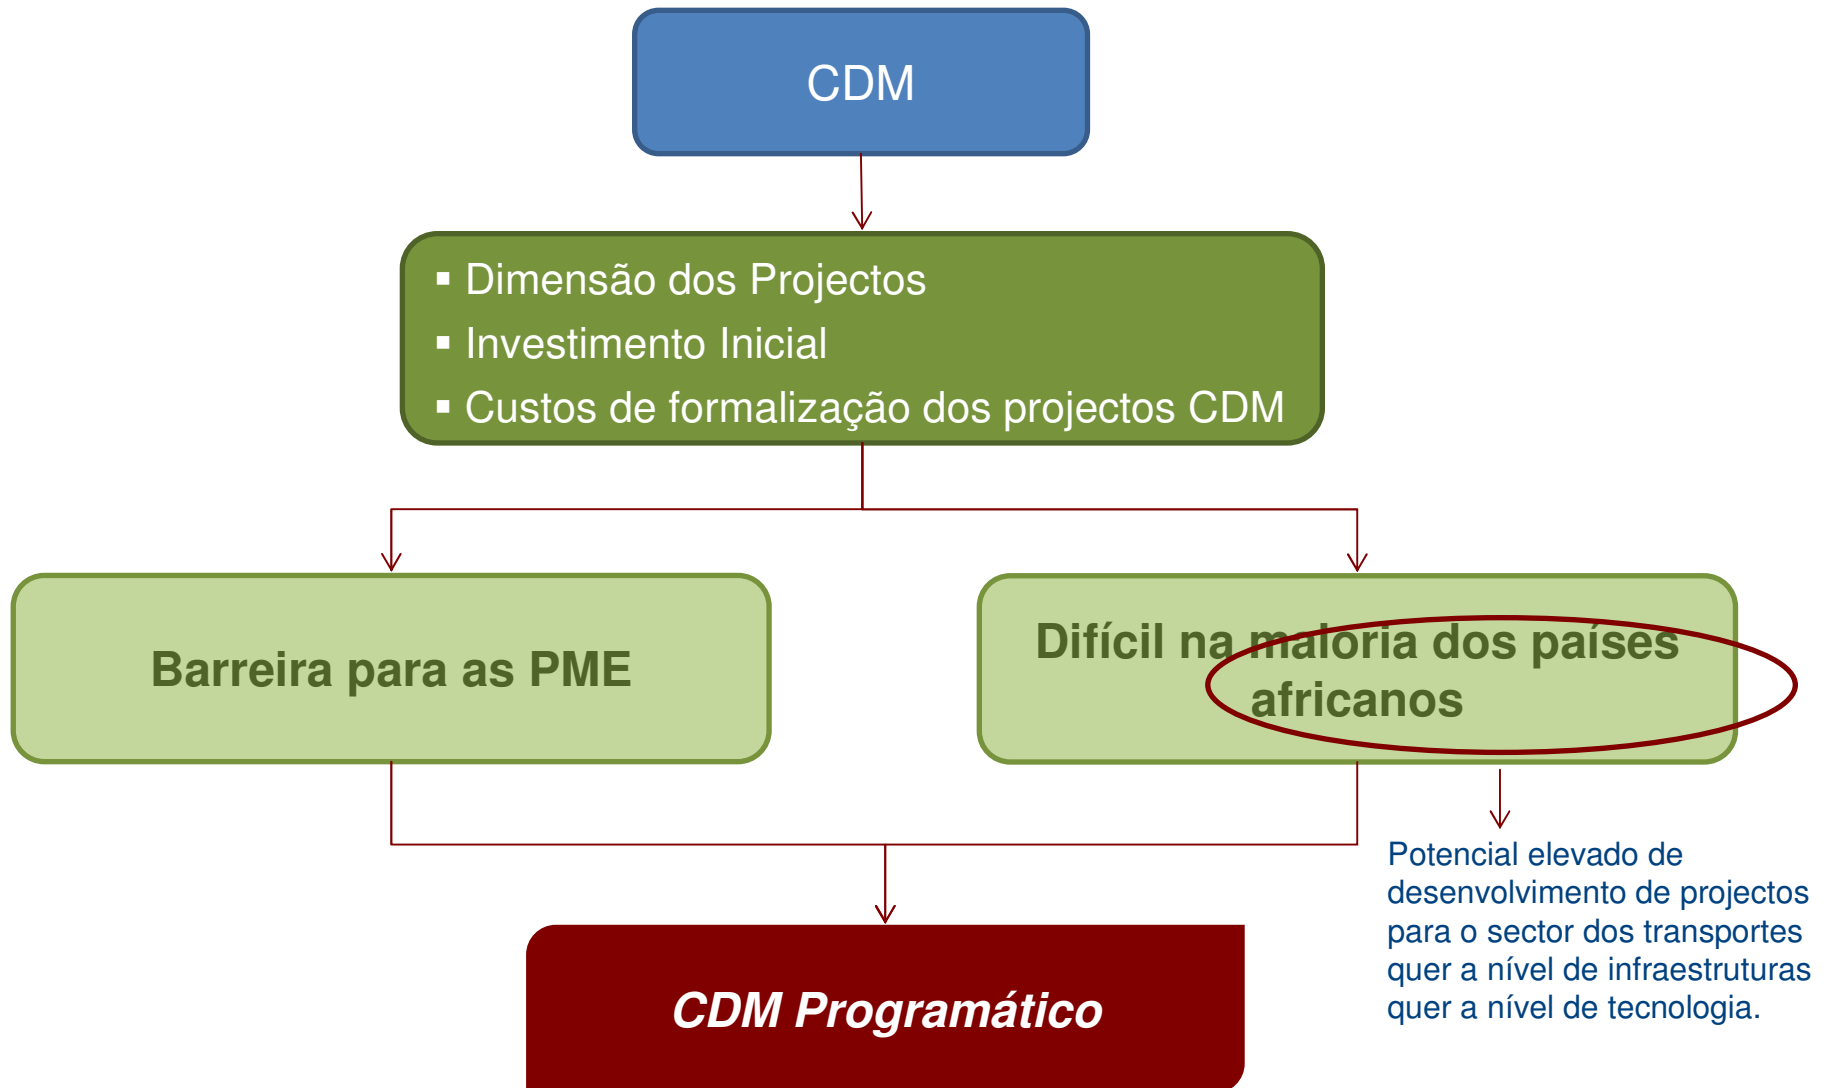 CDM
▪ Dimensão dos Projectos
▪ Investimento Inicial
▪ Custos de formalização dos projectos CDM
Barreira para as PME
Difícil na maioria dos países
africanos
Potencial elevado de
desenvolvimento de projectos
para o sector dos transportes
quer a nível de infraestruturas
quer a nível de tecnologia.
CDM Programático